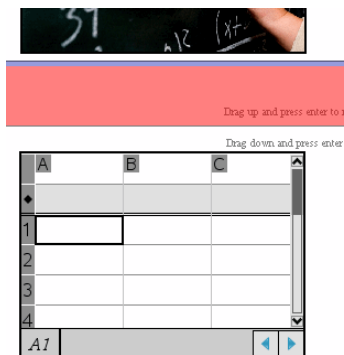 Drag up and press enter to
Drag down and press enter
A B C
◆
1
2
3
4
A1